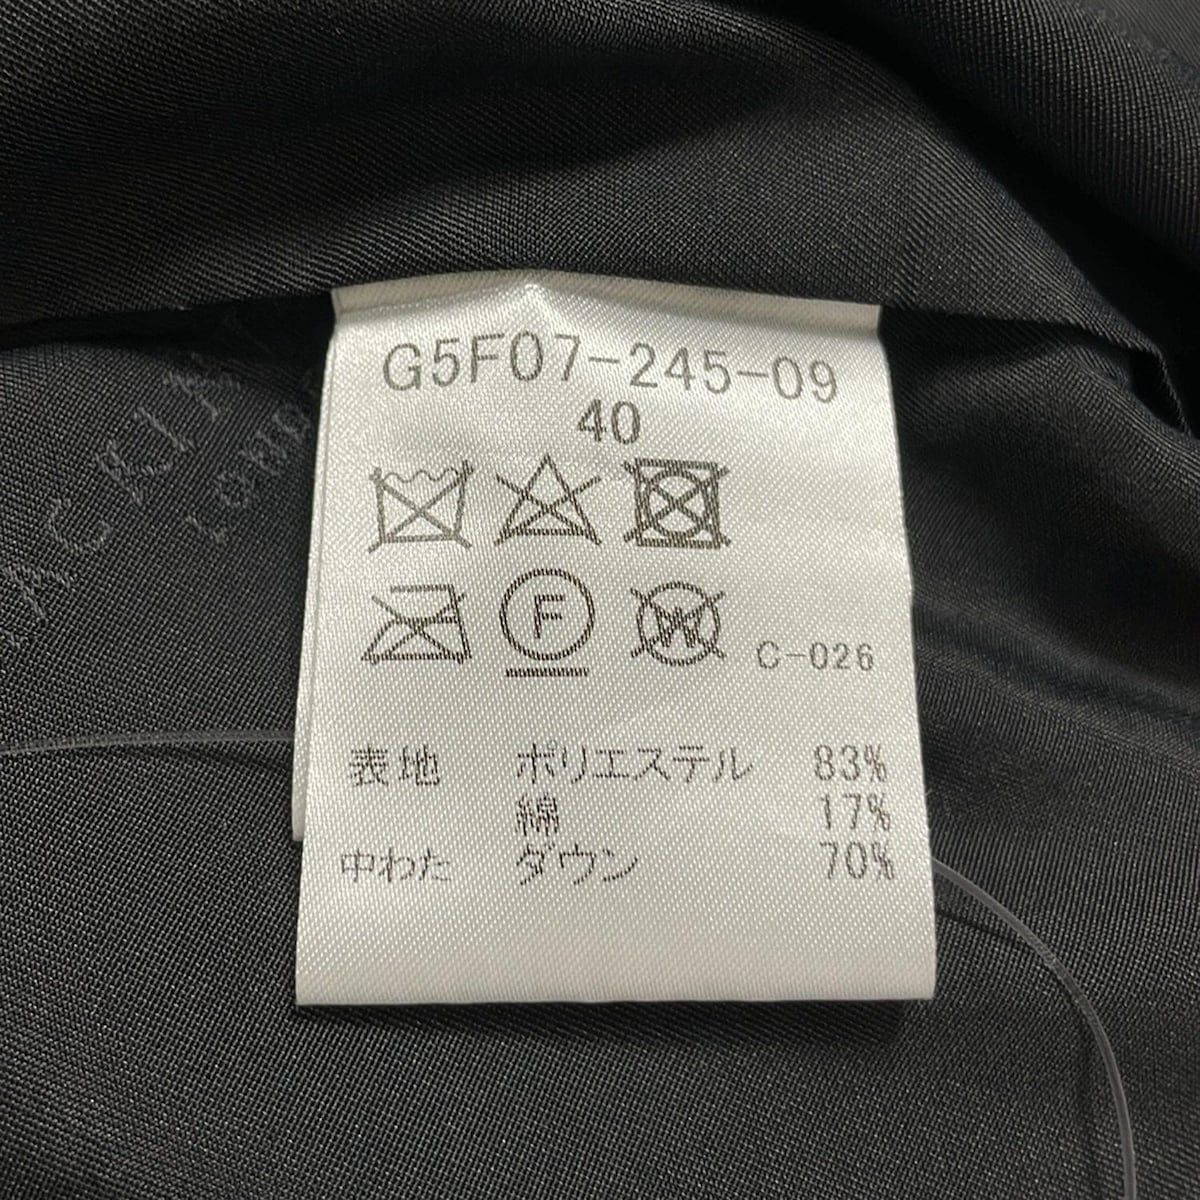 G5F07-245-09
40
F
W
C-026
表地 ポリエステル 83%
綿 17%
中わた ダウン 70%